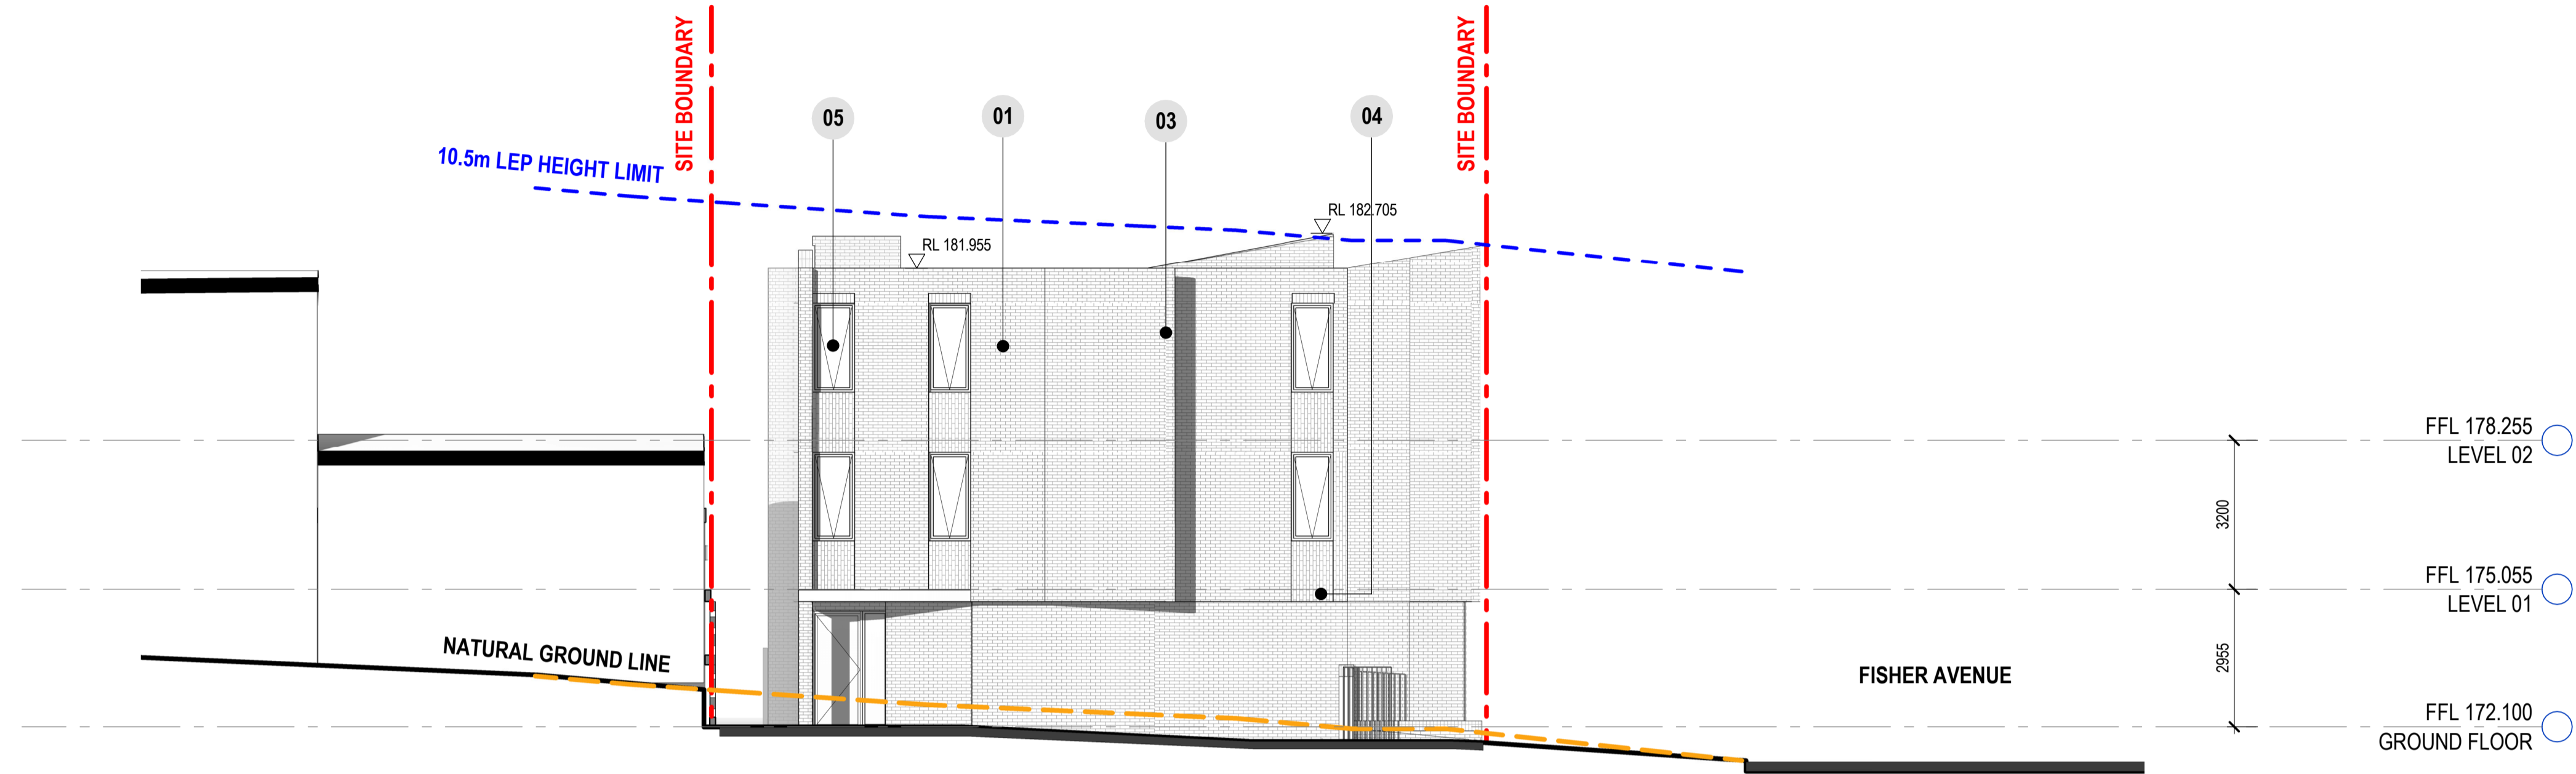 SITE BOUNDARY
SITE BOUNDARY
05
01
03
04
10.5m LEP HEIGHT LIMIT
RL 182.705
RL 181.955
FFL 178.255
LEVEL 02
3200
FFL 175.055
LEVEL 01
NATURAL GROUND LINE
2955
FISHER AVENUE
FFL 172.100
GROUND FLOOR